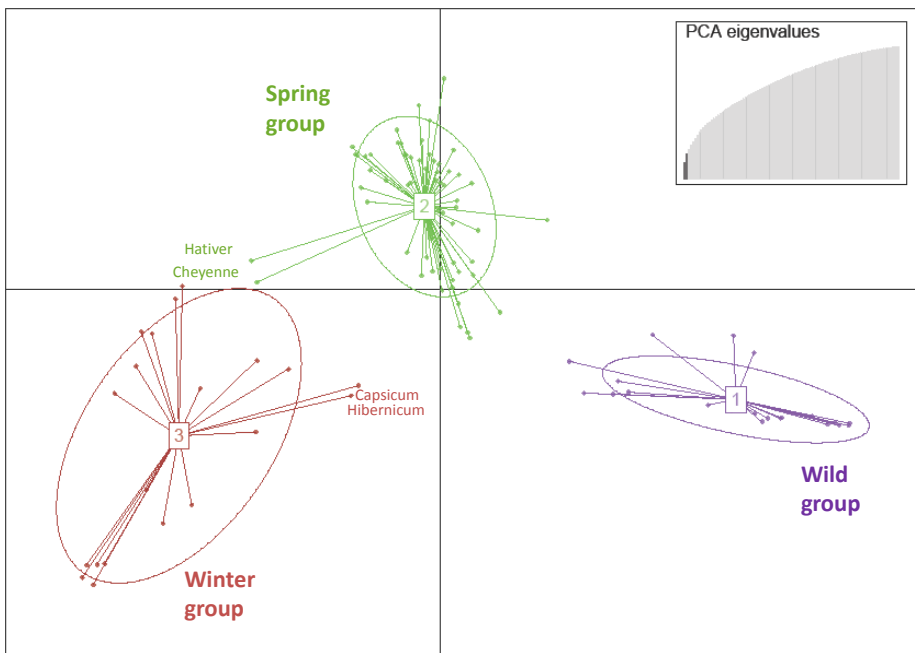 PCA eigenvalues
Spring
group
2
Hativer
Cheyenne
Capsicum
Hibernicum
1
3
Wild
group
Winter
group